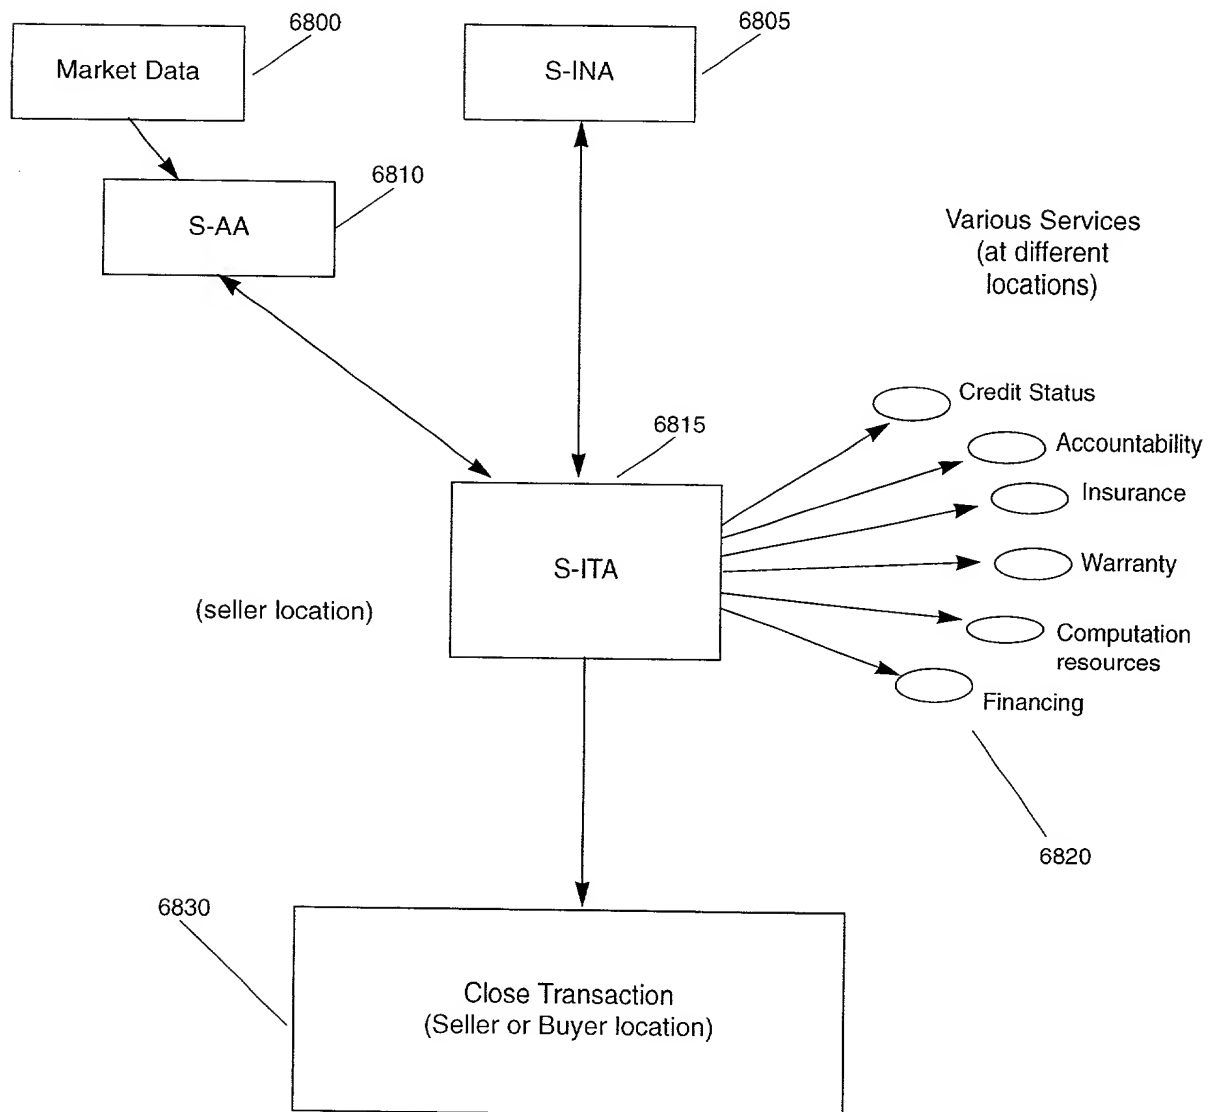 6800
6805
Market Data
S-INA
6810
S-AA
Various Services
(at different
locations)
Credit Status
6815
Accountability
Insurance
S-ITA
Warranty
(seller location)
Computation
resources
Financing
6820
6830
Close Transaction
(Seller or Buyer location)